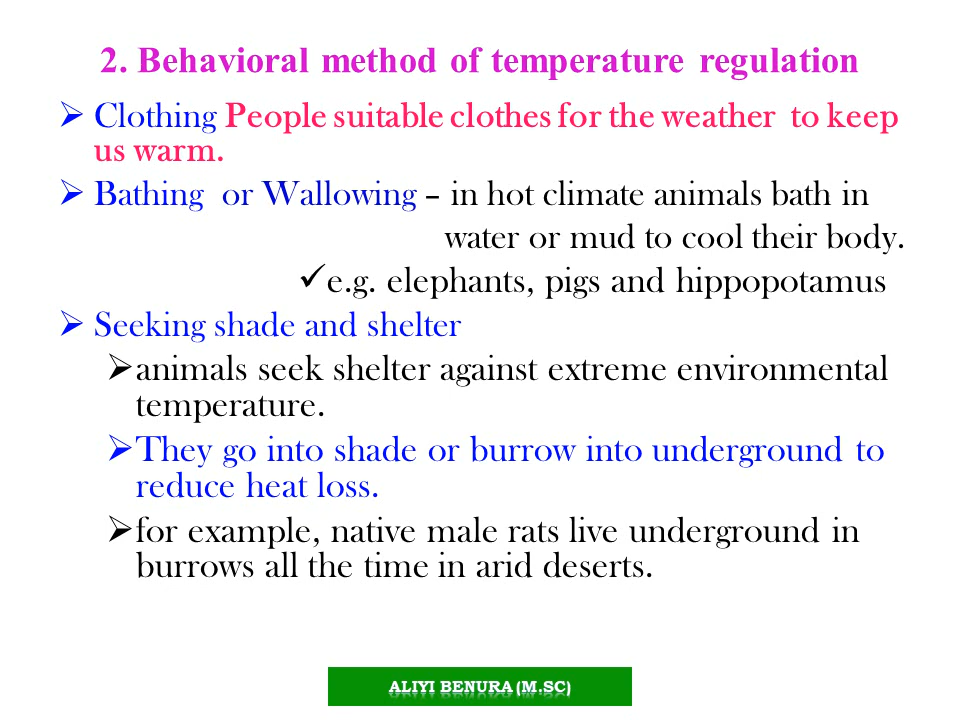 2. Behavioral method of temperature regulation
➢ Clothing People suitable clothes for the weather to keep
us warm.
➢ Bathing or Wallowing – in hot climate animals bath in
water or mud to cool their body.
✓ e.g. elephants, pigs and hippopotamus
➢ Seeking shade and shelter
➢ animals seek shelter against extreme environmental
temperature.
➢ They go into shade or burrow into underground to
reduce heat loss.
➢ for example, native male rats live underground in
burrows all the time in arid deserts.
ALIYI BENURA (M.SC)